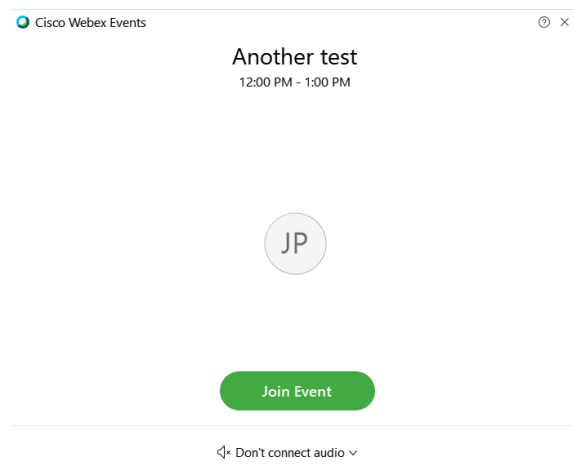 Cisco Webex Events
Another test
12:00 PM - 1:00 PM
JP
Join Event
Don't connect audio